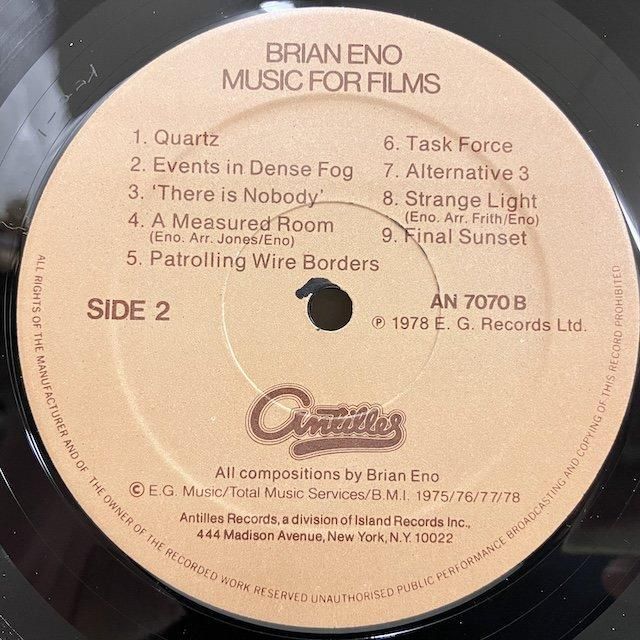 BRIAN ENO
MUSIC FOR FILMS
1. Quartz
2. Events in Dense Fog
3. 'There is Nobody'
4. A Measured Room
(Eno. Arr. Jones/Eno)
5. Patrolling Wire Borders
6. Task Force
7. Alternative 3
8. Strange Light
(Eno. Arr. Frith/Eno)
9. Final Sunset
SIDE 2
AN 7070 B
Ⓟ 1978 E. G. Records Ltd.
Antilles
All compositions by Brian Eno
© E.G. Music/Total Music Services/B.M.I. 1975/76/77/78
Antilles Records, a division of Island Records Inc.,
444 Madison Avenue, New York, N.Y. 10022
ALL RIGHTS OF THE MANUFACTURER AND OF THE OWNER OF THE RECORDED WORK RESERVED UNAUTHORISED PUBLIC PERFORMANCE BROADCASTING AND COPYING OF THIS RECORD PROHIBITED